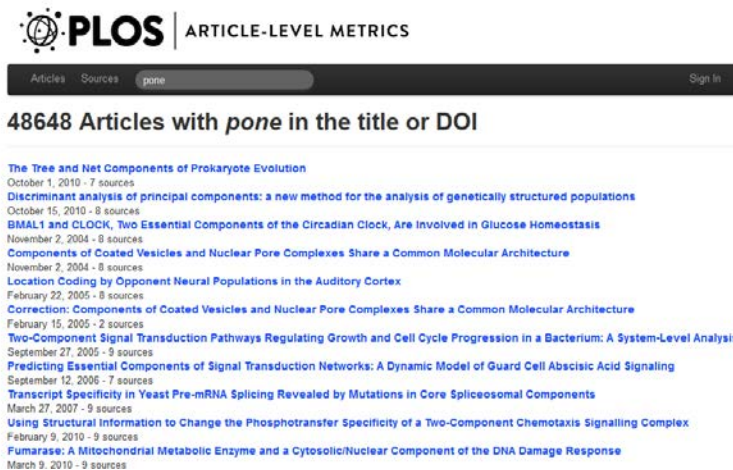 PLOS ARTICLE-LEVEL METRICS
Articles Sources pone Sign In
48648 Articles with pone in the title or DOI
The Tree and Net Components of Prokaryote Evolution
October 1, 2010 - 7 sources
Discriminant analysis of principal components: a new method for the analysis of genetically structured populations
October 15, 2010 - 8 sources
BMAL1 and CLOCK, Two Essential Components of the Circadian Clock, Are Involved in Glucose Homeostasis
November 2, 2004 - 8 sources
Components of Coated Vesicles and Nuclear Pore Complexes Share a Common Molecular Architecture
November 2, 2004 - 8 sources
Location Coding by Opponent Neural Populations in the Auditory Cortex
February 22, 2005 - 8 sources
Correction: Components of Coated Vesicles and Nuclear Pore Complexes Share a Common Molecular Architecture
February 15, 2005 - 2 sources
Two-Component Signal Transduction Pathways Regulating Growth and Cell Cycle Progression in a Bacterium: A System-Level Analysis
September 27, 2005 - 9 sources
Predicting Essential Components of Signal Transduction Networks: A Dynamic Model of Guard Cell Abscisic Acid Signaling
September 12, 2006 - 7 sources
Transcript Specificity in Yeast Pre-mRNA Splicing Revealed by Mutations in Core Spliceosomal Components
March 27, 2007 - 9 sources
Using Structural Information to Change the Phosphotransfer Specificity of a Two-Component Chemotaxis Signalling Complex
February 9, 2010 - 9 sources
Fumarase: A Mitochondrial Metabolic Enzyme and a Cytosolic/Nuclear Component of the DNA Damage Response
March 9, 2010 - 9 sources